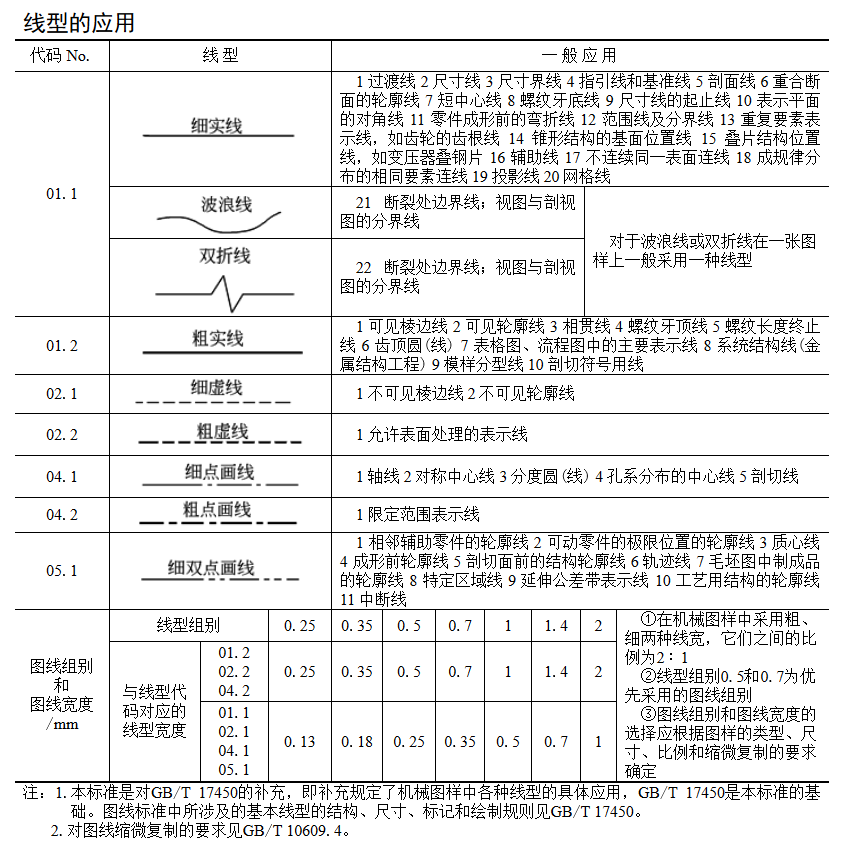 线型的应用
代码 No.
线 型
一 般 应 用
01. 1
细实线
1 过渡线 2 尺寸线 3 尺寸界线 4 指引线和基准线 5 剖面线 6 重合断
面的轮廓线 7 短中心线 8 螺纹牙底线 9 尺寸线的起止线 10 表示平面
的对角线 11 零件成形前的弯折线 12 范围线及分界线 13 重复要素表
示线，如齿轮的齿根线 14 锥形结构的基面位置线 15 叠片结构位置
线，如变压器叠钢片 16 辅助线 17 不连续同一表面连线 18 成规律分
布的相同要素连线 19 投影线 20 网格线
波浪线
21 断裂处边界线；视图与剖视
图的分界线
双折线
22 断裂处边界线；视图与剖视
图的分界线
对于波浪线或双折线在一张图
样上一般采用一种线型
01. 2
粗实线
1 可见棱边线 2 可见轮廓线 3 相贯线 4 螺纹牙顶线 5 螺纹长度终止
线 6 齿顶圆(线) 7 表格图、流程图中的主要表示线 8 系统结构线(金
属结构工程) 9 模样分型线 10 剖切符号用线
02. 1
细虚线
1 不可见棱边线 2 不可见轮廓线
02. 2
粗虚线
1 允许表面处理的表示线
04. 1
细点画线
1 轴线 2 对称中心线 3 分度圆(线) 4 孔系分布的中心线 5 剖切线
04. 2
粗点画线
1 限定范围表示线
05. 1
细双点画线
1 相邻辅助零件的轮廓线 2 可动零件的极限位置的轮廓线 3 质心线
4 成形前轮廓线 5 剖切面前的结构轮廓线 6 轨迹线 7 毛坯图中制成品
的轮廓线 8 特定区域线 9 延伸公差带表示线 10 工艺用结构的轮廓线
11 中断线
图线组别
和
图线宽度
/mm
线型组别
0. 25
0. 35
0. 5
0. 7
1
1. 4
2
与线型代
码对应的
线型宽度
01. 2
02. 2
04. 2
0. 25
0. 35
0. 5
0. 7
1
1. 4
2
01. 1
02. 1
04. 1
05. 1
0. 13
0. 18
0. 25
0. 35
0. 5
0. 7
1
①在机械图样中采用粗、
细两种线宽，它们之间的比
例为2∶1
②线型组别0.5和0.7为优
先采用的图线组别
③图线组别和图线宽度的
选择应根据图样的类型、尺
寸、比例和缩微复制的要求
确定
注：1. 本标准是对GB/T 17450的补充，即补充规定了机械图样中各种线型的具体应用，GB/T 17450是本标准的基
础。图线标准中所涉及的基本线型的结构、尺寸、标记和绘制规则见GB/T 17450。
2. 对图线缩微复制的要求见GB/T 10609.4。